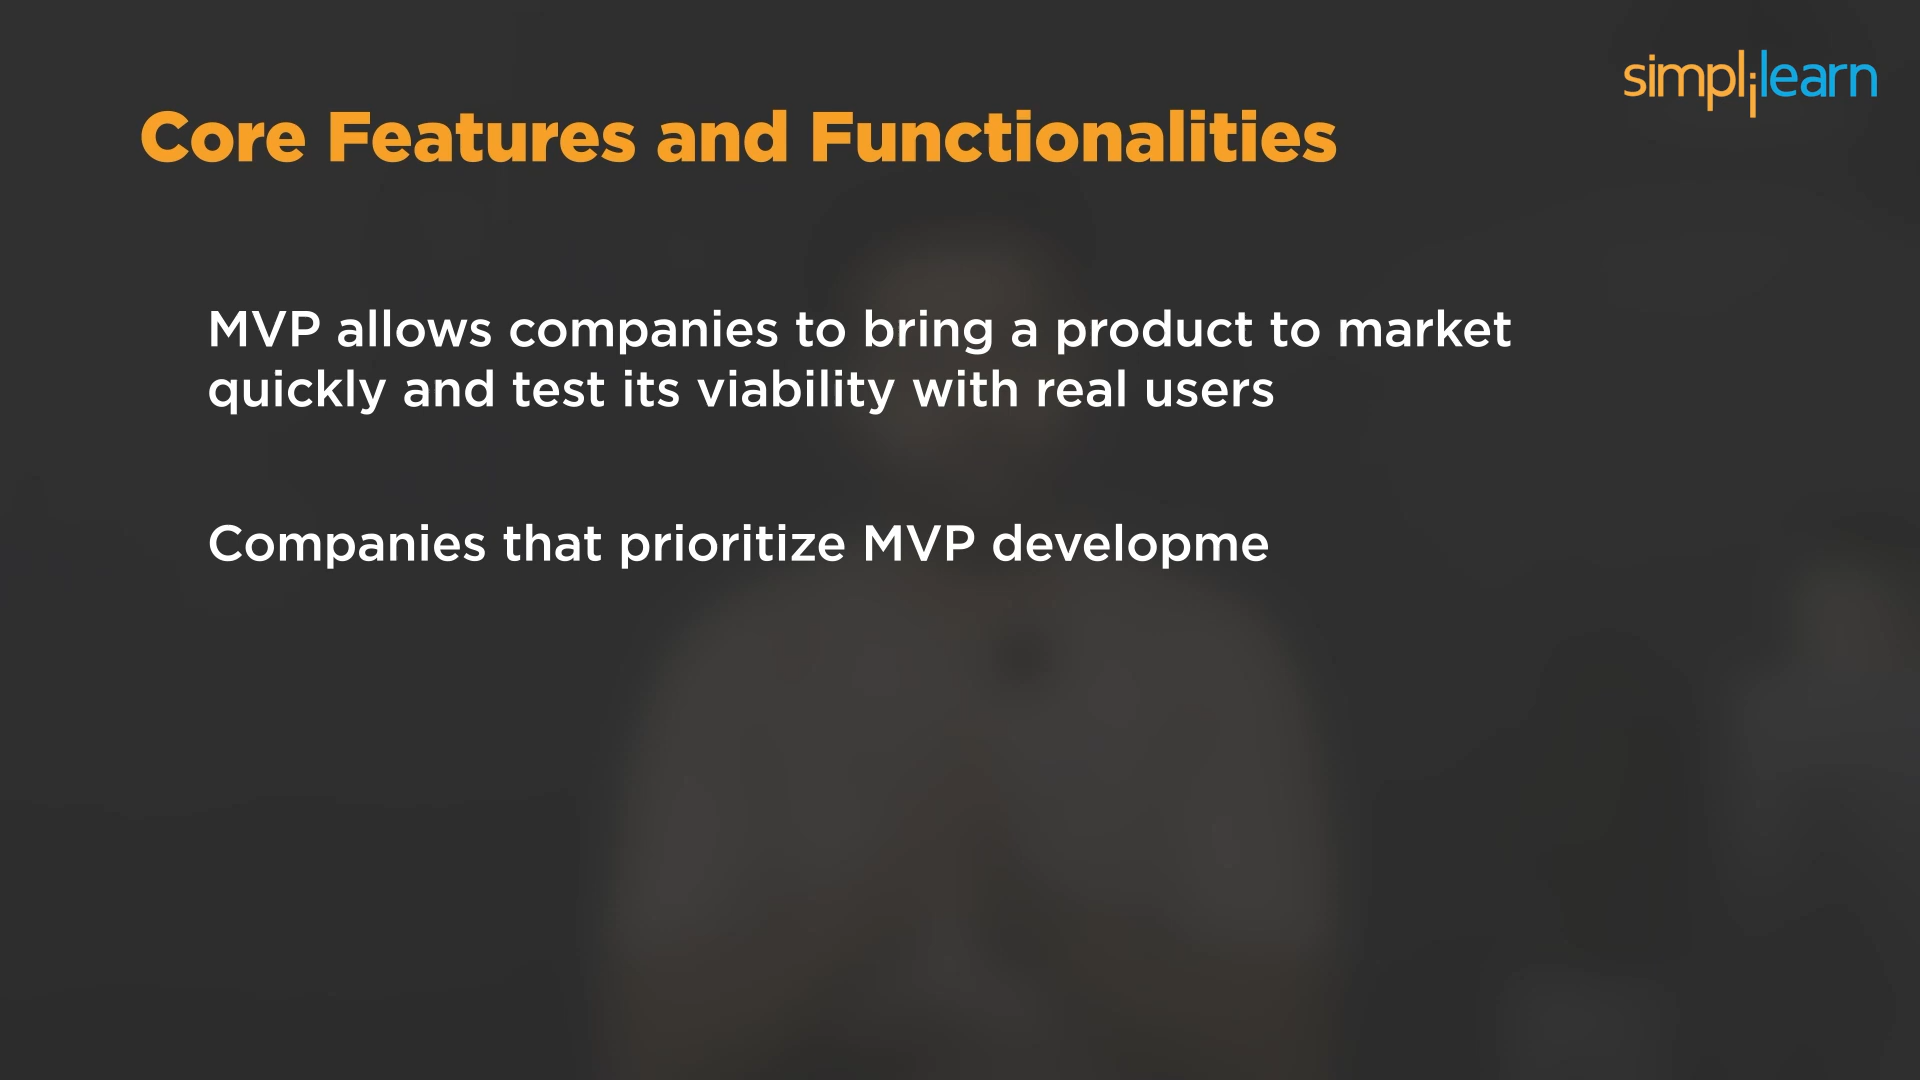 simplilearn
Core Features and Functionalities
MVP allows companies to bring a product to market
quickly and test its viability with real users
Companies that prioritize MVP developme